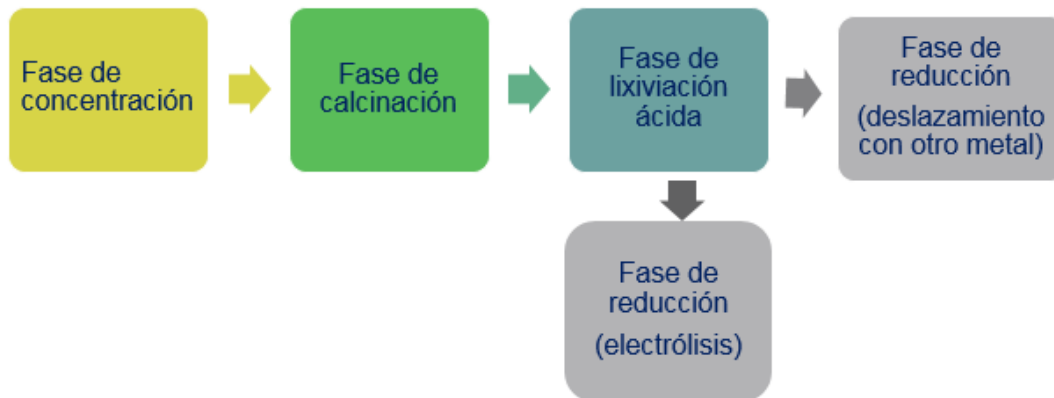 Fase de
concentración
Fase de
calcinación
Fase de
lixiviación
ácida
Fase de
reducción
(deslazamiento
con otro metal)
Fase de
reducción
(electrólisis)